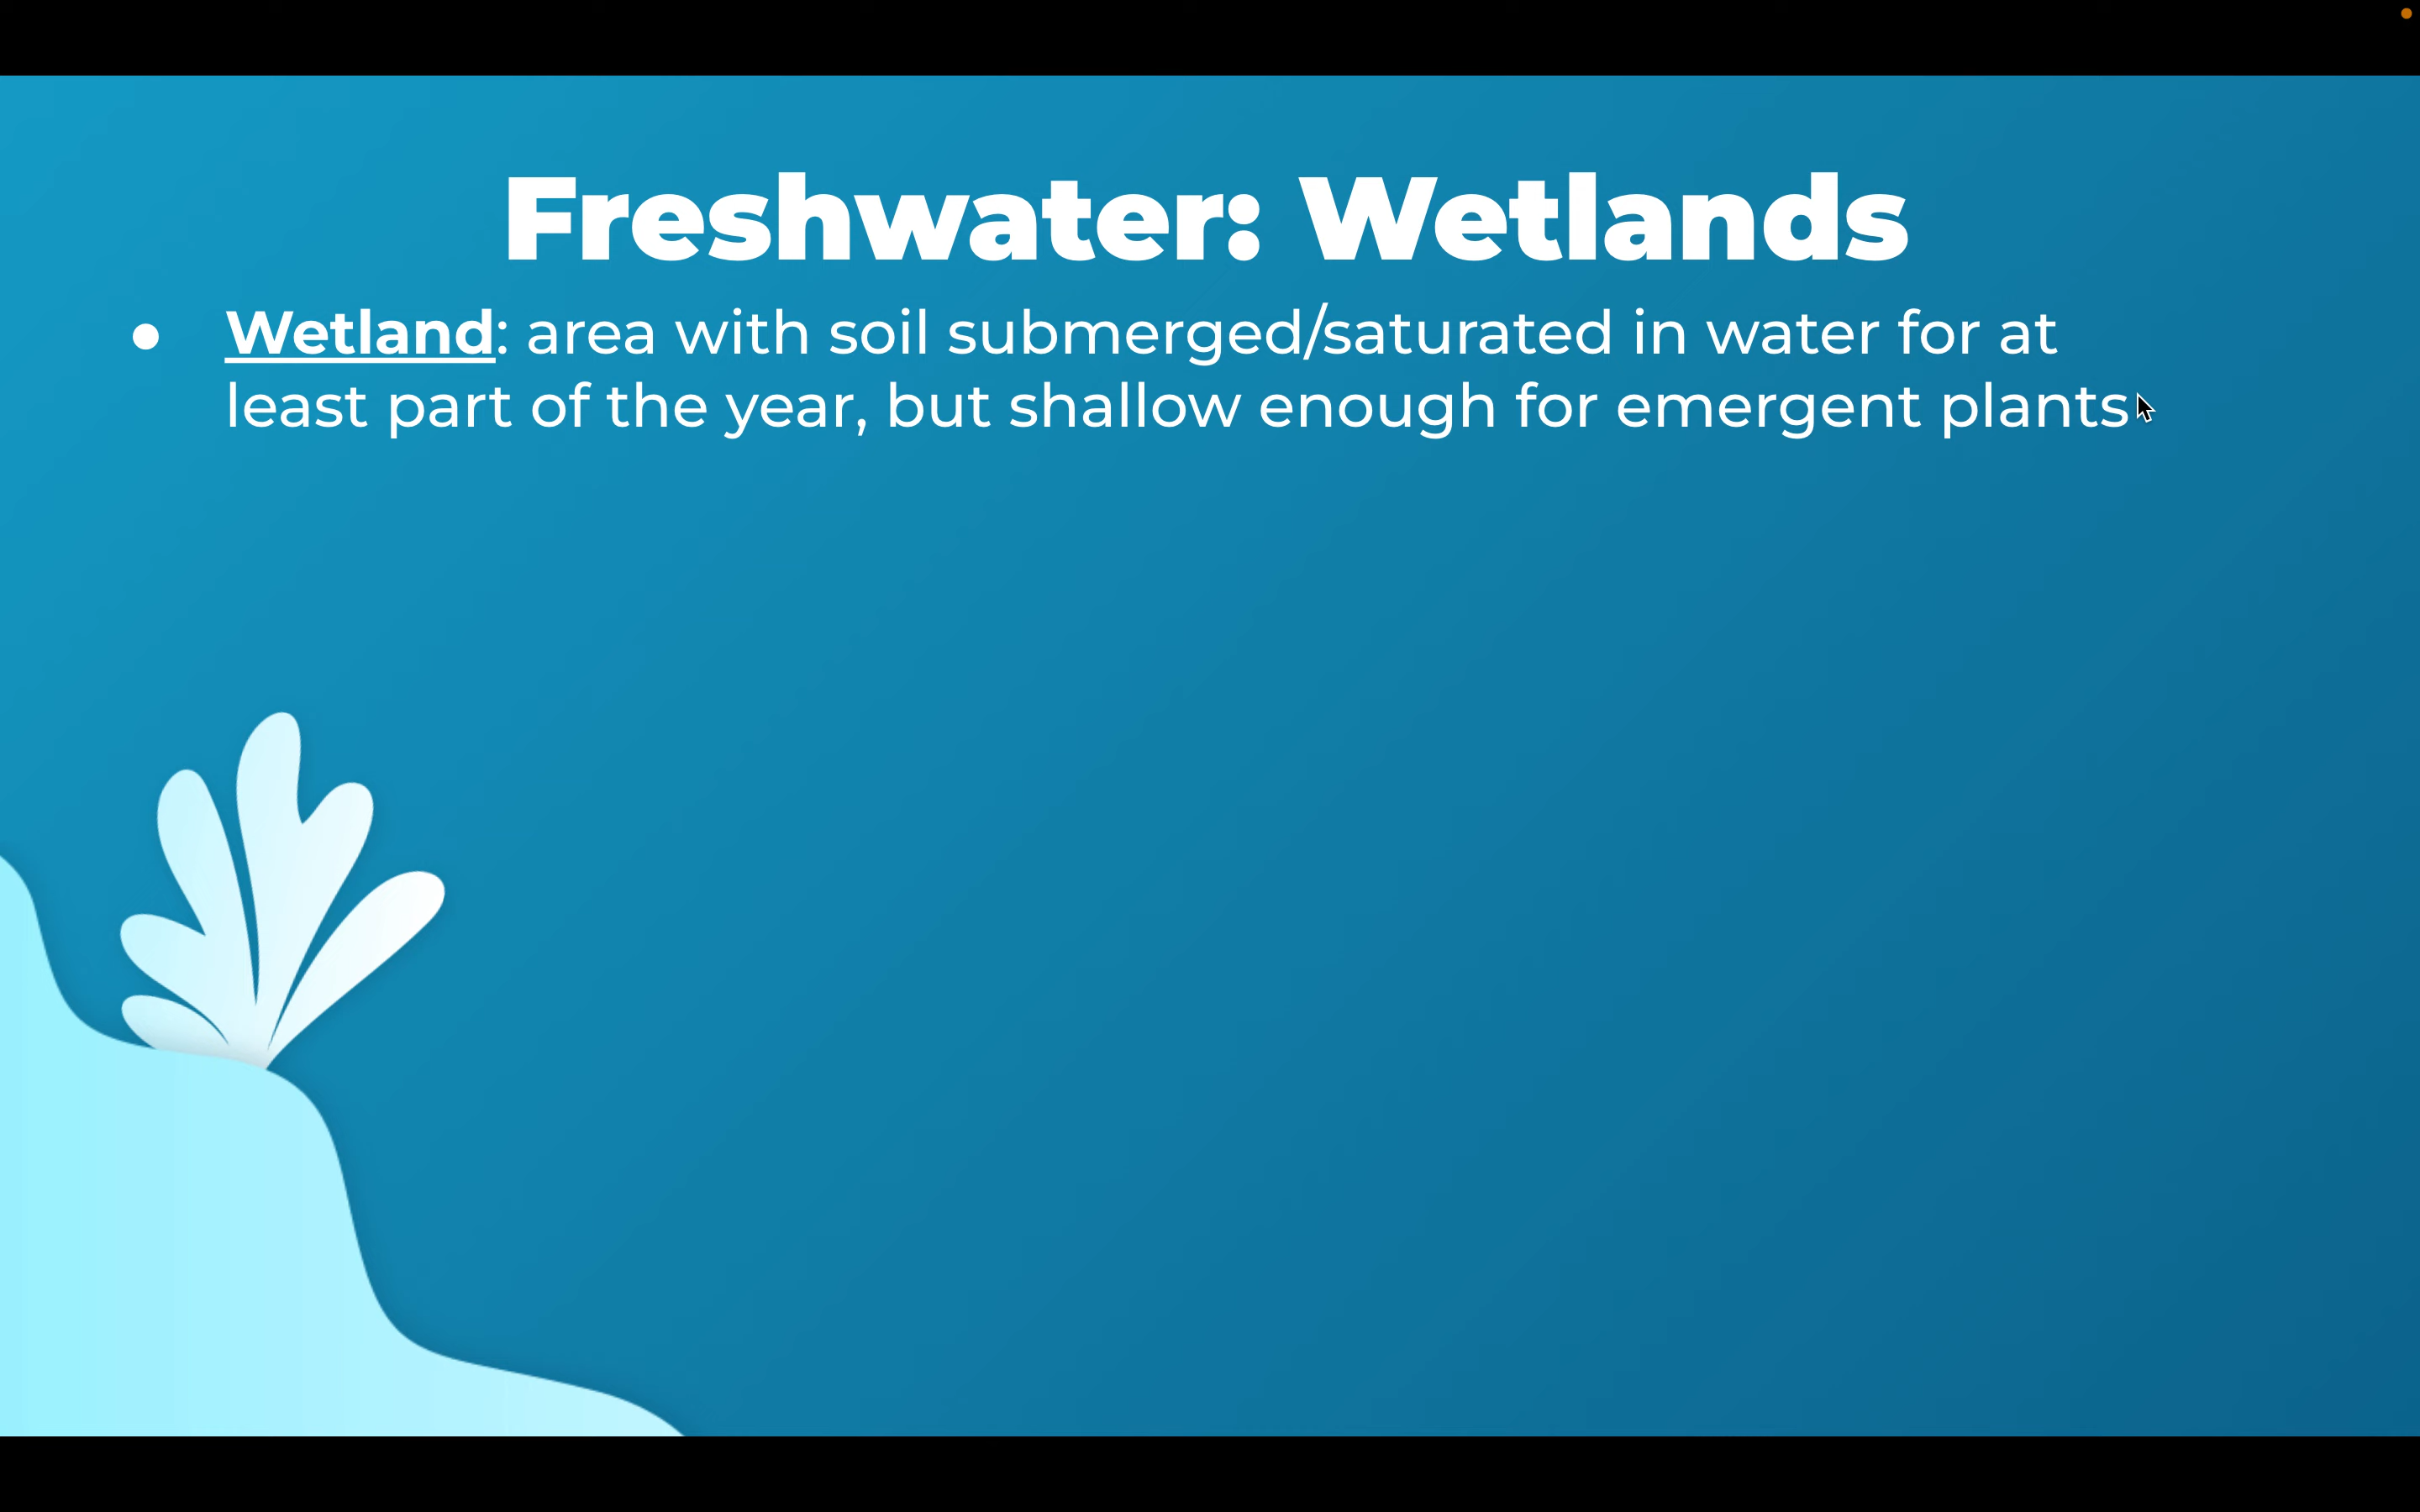 Freshwater: Wetlands
● Wetland: area with soil submerged/saturated in water for at
least part of the year, but shallow enough for emergent plants